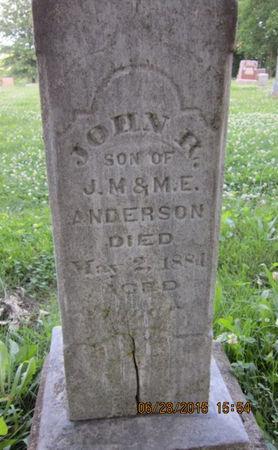 JOHN R.
SON OF
J.M & M.E.
ANDERSON
DIED
May 2, 1881
AGED
06/28/2015 15:54